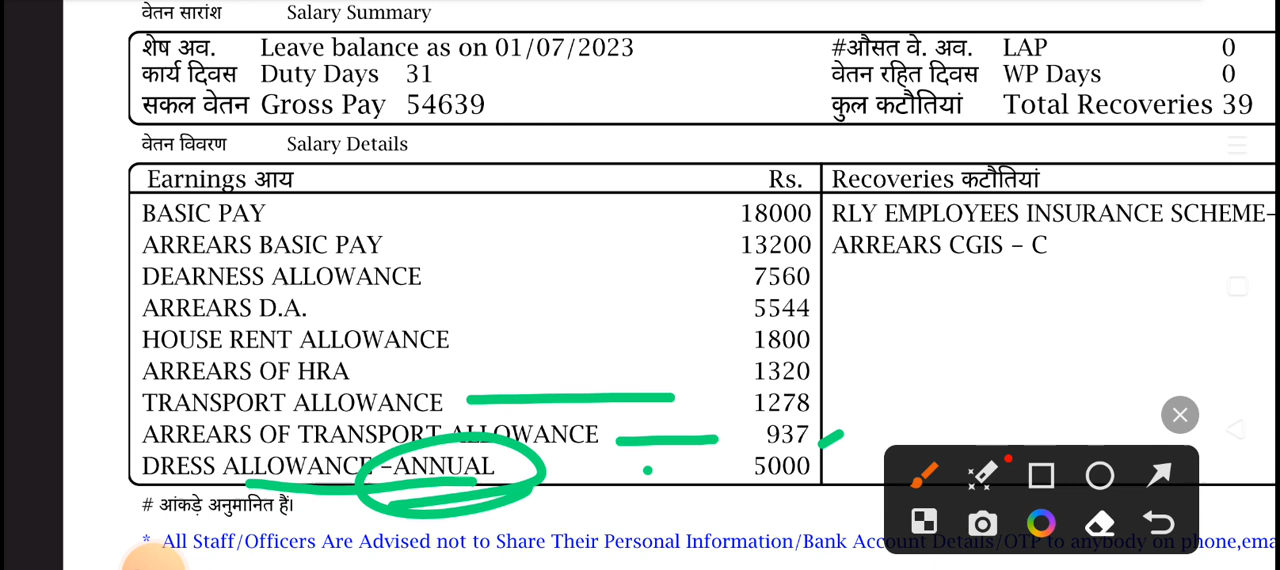 वेतन सारांश Salary Summary
शेष अव. Leave balance as on 01/07/2023 #औसत वे. अव. LAP 0
कार्य दिवस Duty Days 31 वेतन रहित दिवस WP Days 0
सकल वेतन Gross Pay 54639 कुल कटौतियां Total Recoveries 39
वेतन विवरण Salary Details
Earnings आय Rs. Recoveries कटौतियां
BASIC PAY 18000 RLY EMPLOYEES INSURANCE SCHEME-
ARREARS BASIC PAY 13200 ARREARS CGIS - C
DEARNESS ALLOWANCE 7560
ARREARS D.A. 5544
HOUSE RENT ALLOWANCE 1800
ARREARS OF HRA 1320
TRANSPORT ALLOWANCE 1278
ARREARS OF TRANSPORT ALLOWANCE 937
DRESS ALLOWANCE -ANNUAL 5000
# आंकड़े अनुमानित हैं।
* All Staff/Officers Are Advised not to Share Their Personal Information/Bank Account Details/OTP to anybody on phone,ema